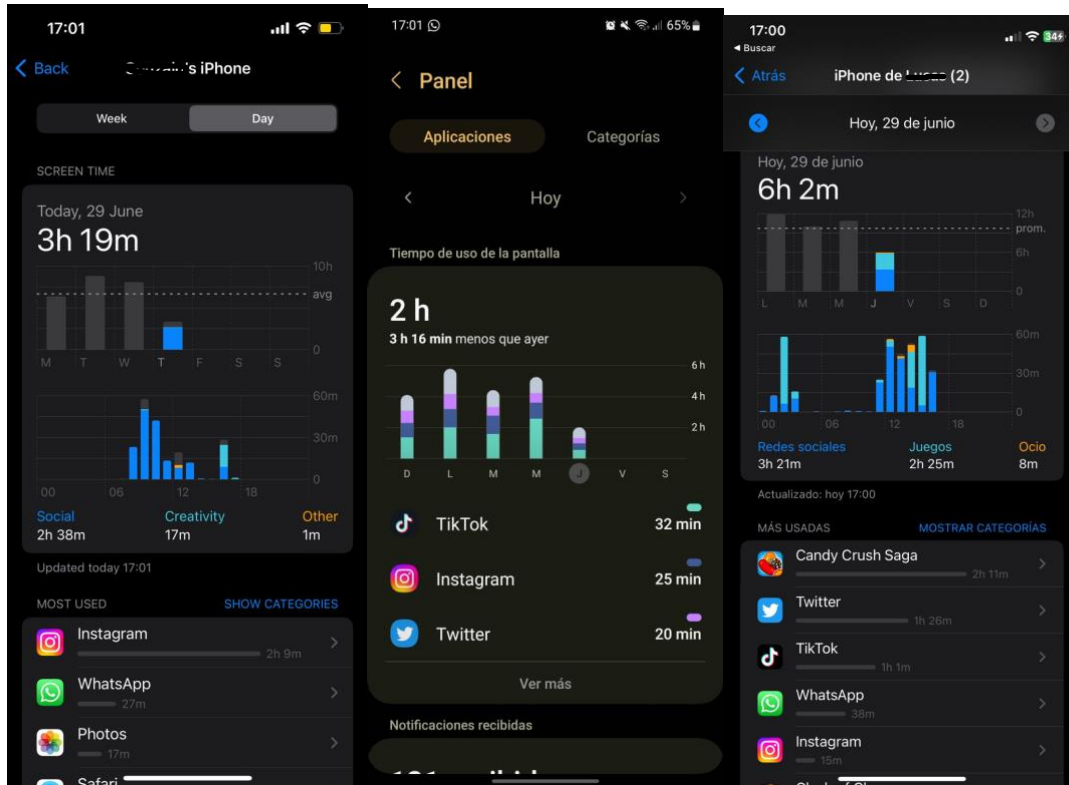 17:01
Back
's iPhone
Week Day
SCREEN TIME
Today, 29 June
3h 19m
10h
avg
0
M T W T F S S
60m
30m
0
00 06 12 18
Social Creativity Other
2h 38m 17m 1m
Updated today 17:01
MOST USED SHOW CATEGORIES
Instagram
2h 9m
WhatsApp
27m
Photos
17m
Safari
17:01 65%
Panel
Aplicaciones Categorías
Hoy
Tiempo de uso de la pantalla
2 h
3 h 16 min menos que ayer
6 h
4 h
2 h
D L M M J V S
TikTok 32 min
Instagram 25 min
Twitter 20 min
Ver más
Notificaciones recibidas
17:00 34
Buscar
Atrás iPhone de (2)
Hoy, 29 de junio
Hoy, 29 de junio
6h 2m
12h
prom.
6h
0
L M M J V S D
60m
30m
0
00 06 12 18
Redes sociales Juegos Ocio
3h 21m 2h 25m 8m
Actualizado: hoy 17:00
MÁS USADAS MOSTRAR CATEGORÍAS
Candy Crush Saga
2h 11m
Twitter
1h 26m
TikTok
1h 1m
WhatsApp
38m
Instagram
15m